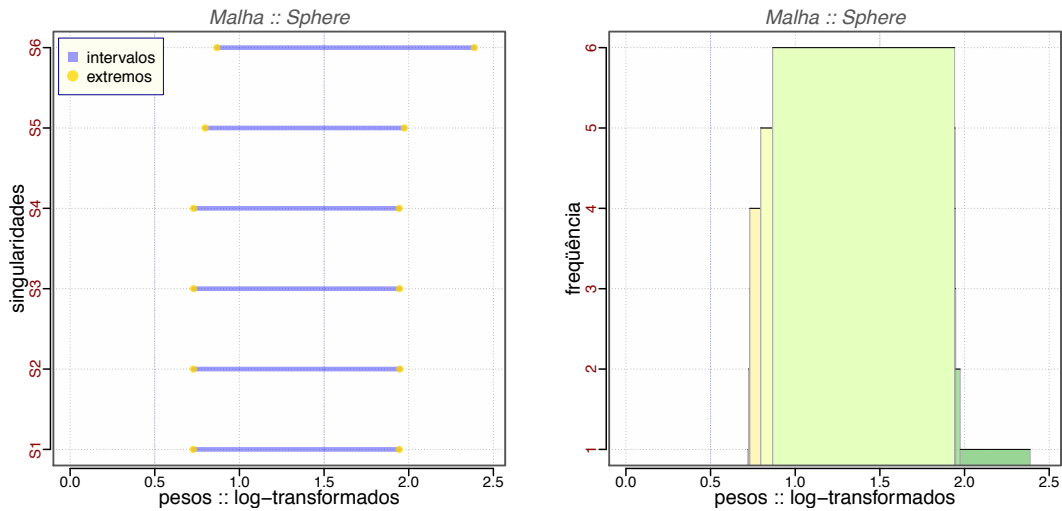 Malha :: Sphere
singularidades
S6
S5
S4
S3
S2
S1
intervalos
extremos
0.0 0.5 1.0 1.5 2.0 2.5
pesos :: log−transformados
Malha :: Sphere
freqüência
6
5
4
3
2
1
0.0 0.5 1.0 1.5 2.0 2.5
pesos :: log−transformados